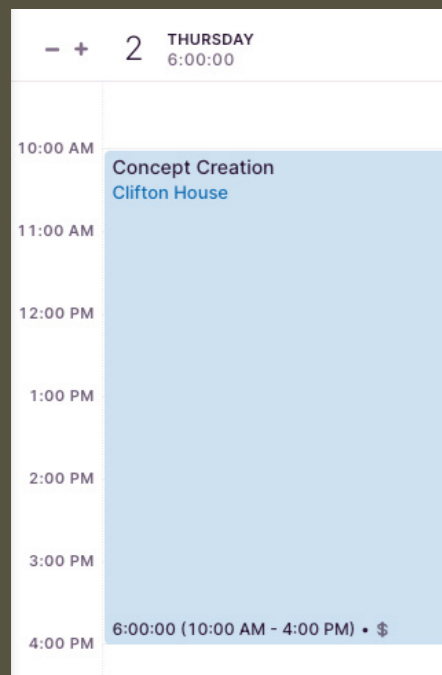 − + 2 THURSDAY
6:00:00
10:00 AM
Concept Creation
Clifton House
11:00 AM
12:00 PM
1:00 PM
2:00 PM
3:00 PM
6:00:00 (10:00 AM - 4:00 PM) • $
4:00 PM